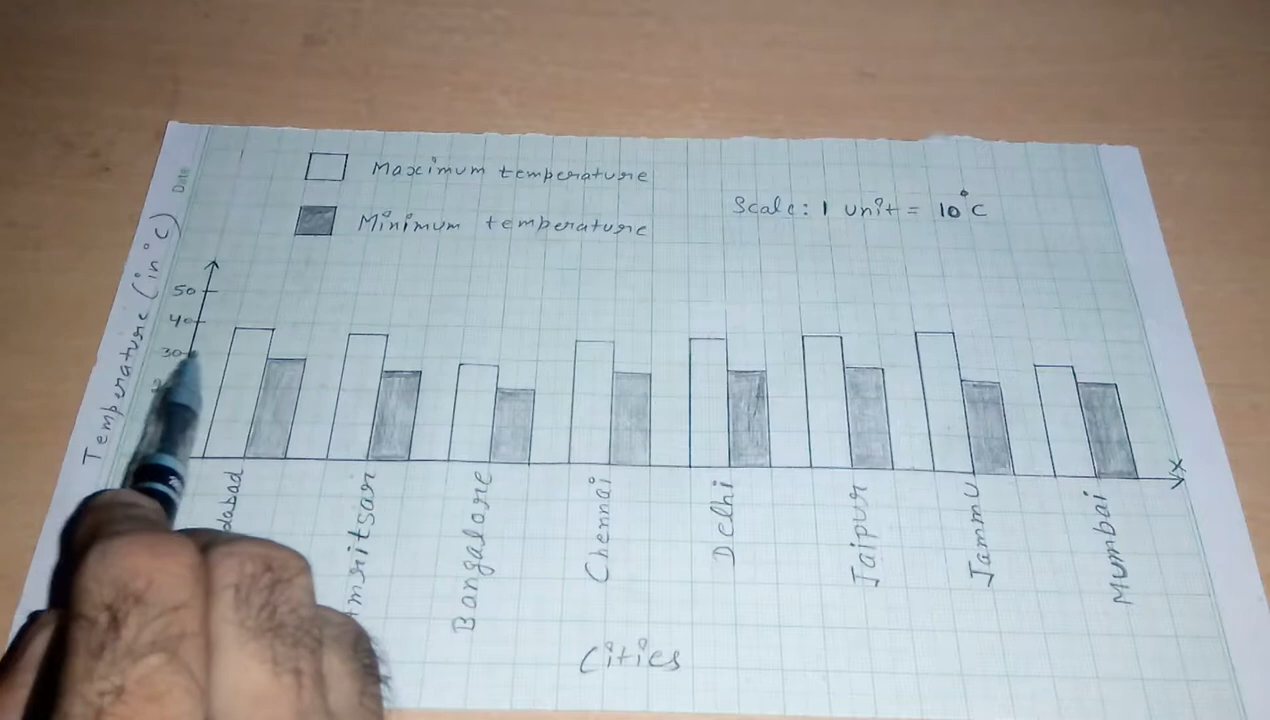 Date
Maximum temperature
Minimum temperature
Scale: 1 unit = 10°C
Temperature (in °C)
50
40
30
dabad
mritsar
Bangalore
Chennai
Delhi
Jaipur
Jammu
Mumbai
X
Cities